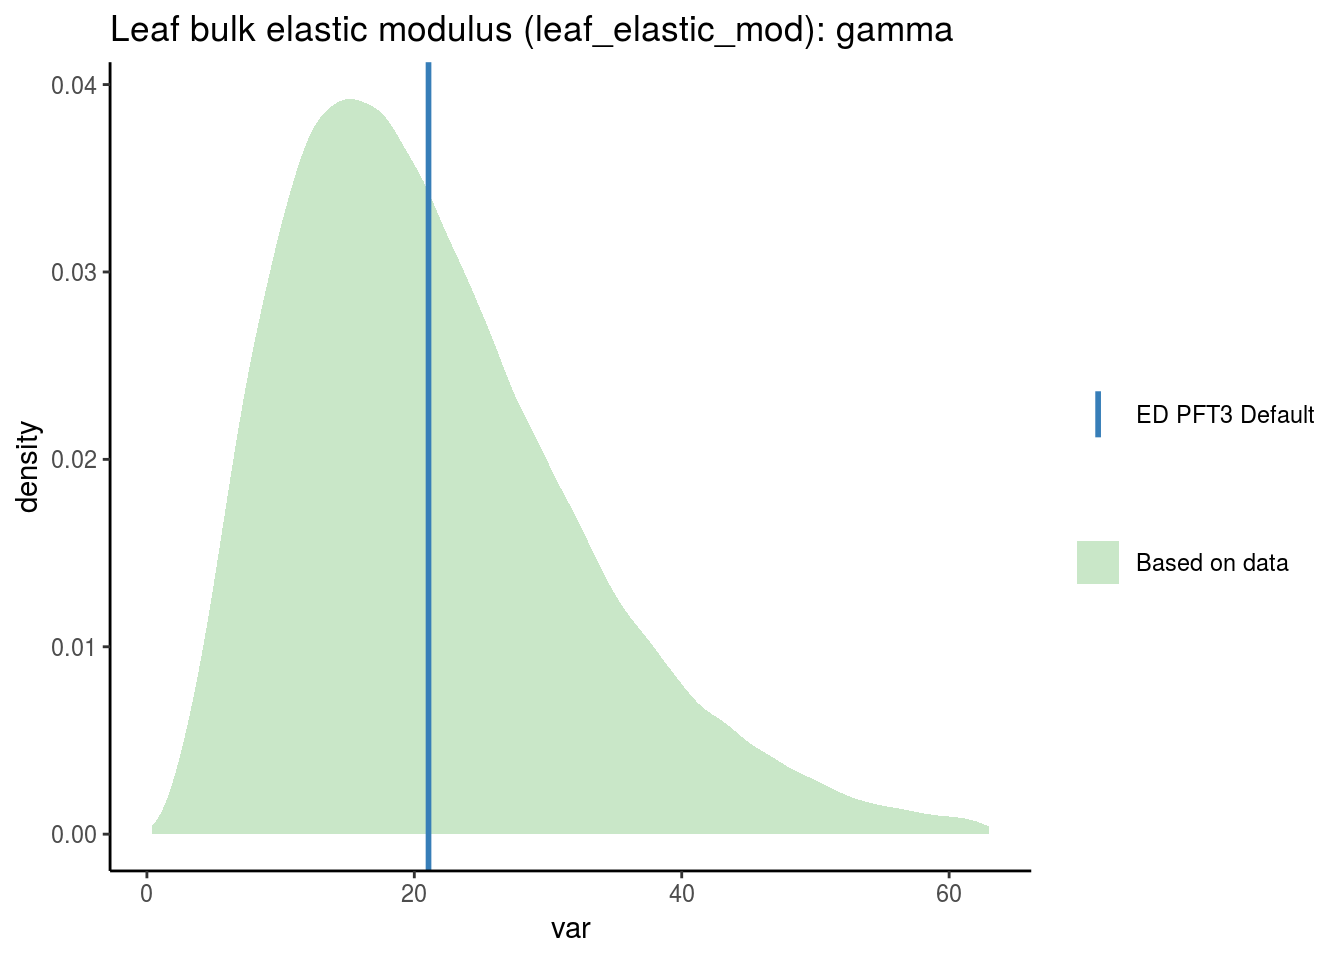 Leaf bulk elastic modulus (leaf_elastic_mod): gamma
0.04
0.03
0.02
0.01
0.00
density
0
20
40
60
var
ED PFT3 Default
Based on data